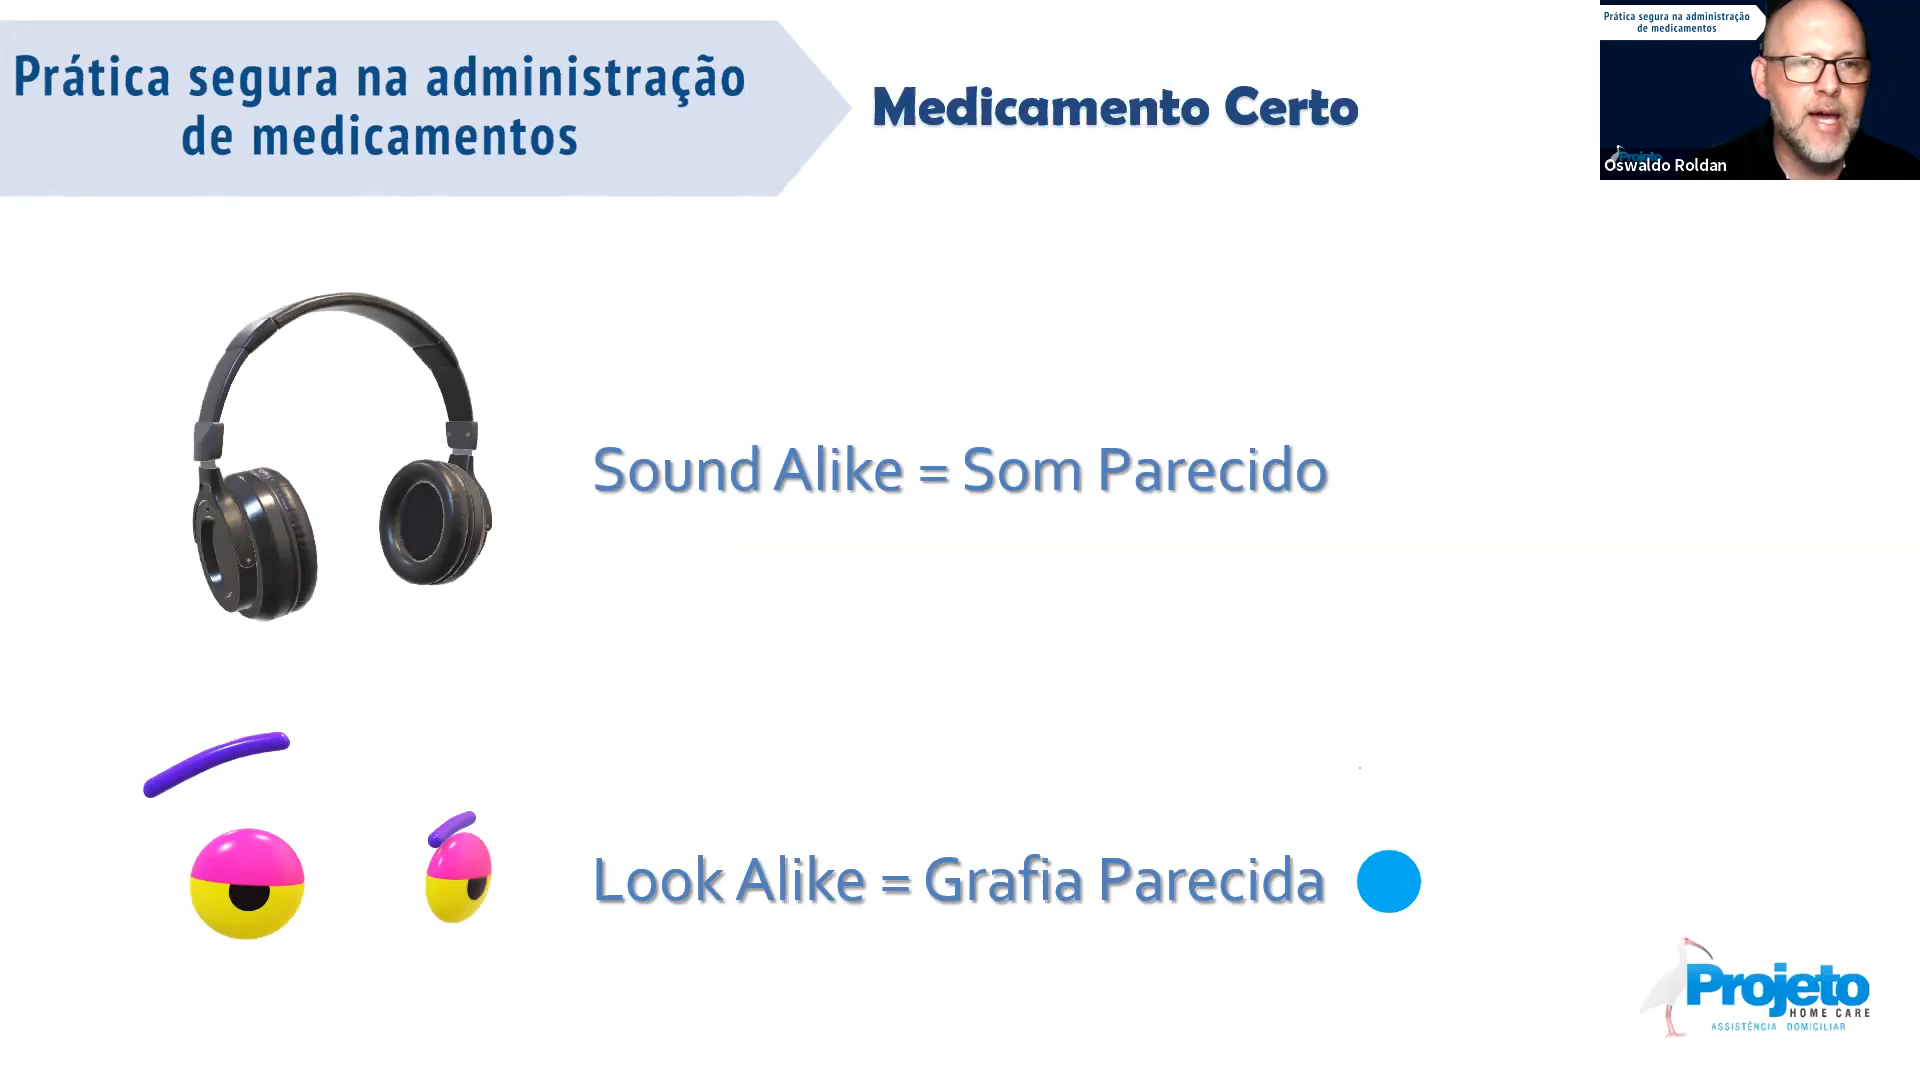 Prática segura na administração
de medicamentos
Medicamento Certo
Prática segura na administração
de medicamentos
Projeto
Oswaldo Roldan
Sound Alike = Som Parecido
Look Alike = Grafia Parecida
Projeto
HOME CARE
ASSISTÊNCIA DOMICILIAR